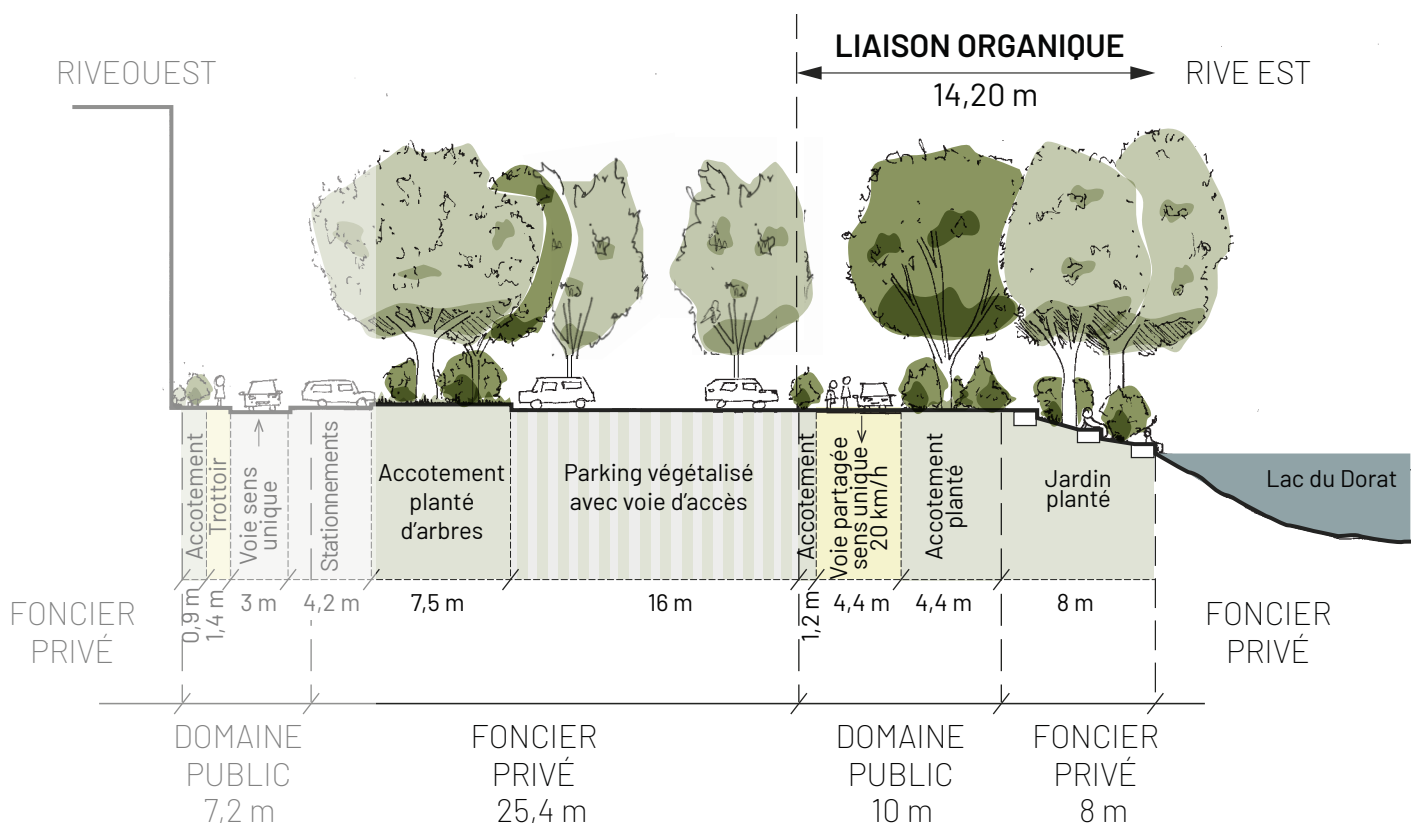 LIAISON ORGANIQUE
14,20 m
RIVEOUEST
RIVE EST
Accotement
Trottoir
Voie sens
unique
Stationnements
Accotement
planté
d'arbres
Parking végétalisé
avec voie d'accès
Accotement
Voie partagée
sens unique
20 km/h
Accotement
planté
Jardin
planté
Lac du Dorat
0,9 m
1,4 m
3 m
4,2 m
7,5 m
16 m
1,2 m
4,4 m
4,4 m
8 m
FONCIER
PRIVÉ
FONCIER
PRIVÉ
DOMAINE
PUBLIC
7,2 m
FONCIER
PRIVÉ
25,4 m
DOMAINE
PUBLIC
10 m
FONCIER
PRIVÉ
8 m